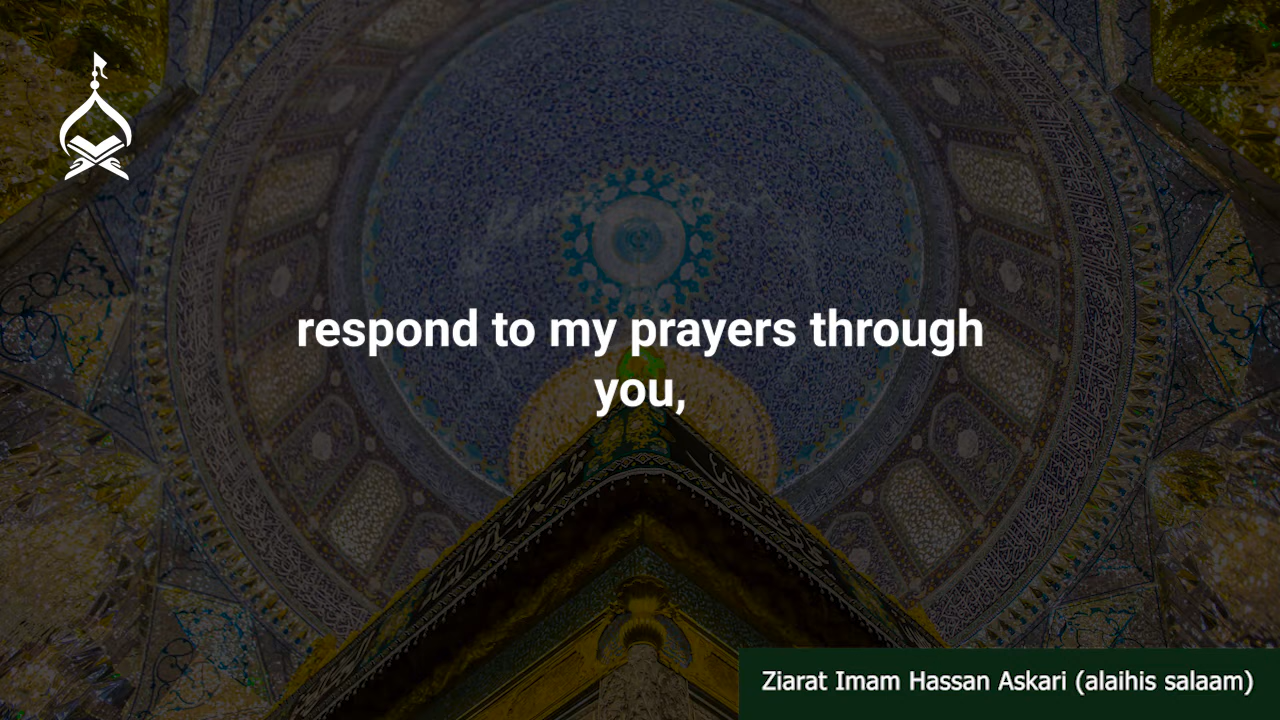 respond to my prayers through
you,
Ziarat Imam Hassan Askari (alaihis salaam)